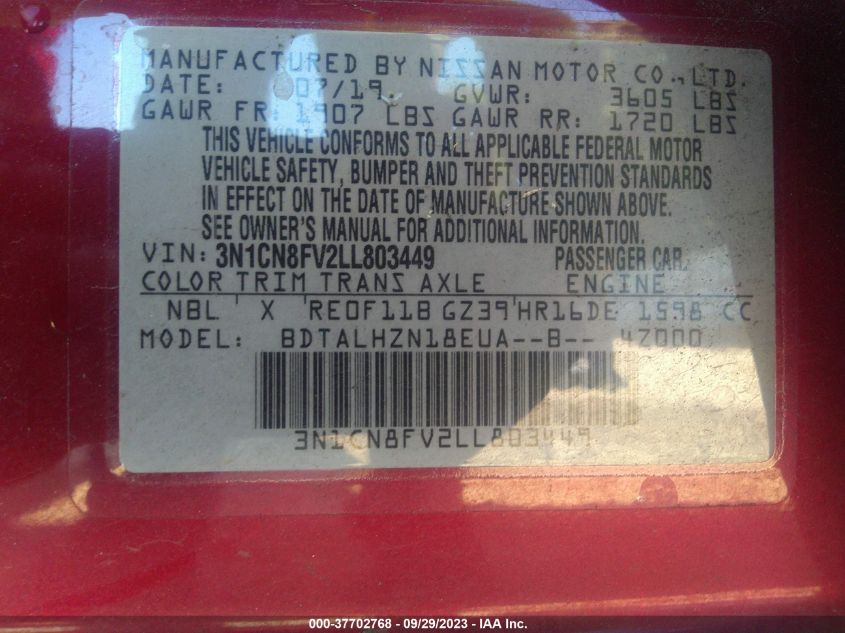 MANUFACTURED BY NISSAN MOTOR CO., LTD.
DATE: 07/19. GVWR: 3605 LBS
GAWR FR: 1907 LBS GAWR RR: 1720 LBS
THIS VEHICLE CONFORMS TO ALL APPLICABLE FEDERAL MOTOR
VEHICLE SAFETY, BUMPER AND THEFT PREVENTION STANDARDS
IN EFFECT ON THE DATE OF MANUFACTURE SHOWN ABOVE.
SEE OWNER'S MANUAL FOR ADDITIONAL INFORMATION.
VIN: 3N1CN8FV2LL803449 PASSENGER CAR.
COLOR TRIM TRANS AXLE ENGINE
NBL X RE0F11B GZ39 HR16DE 1598 CC
MODEL: BDTALHZN18EUA--B-- 4Z000
3N1CN8FV2LL803449
000-37702768 - 09/29/2023 - IAA Inc.